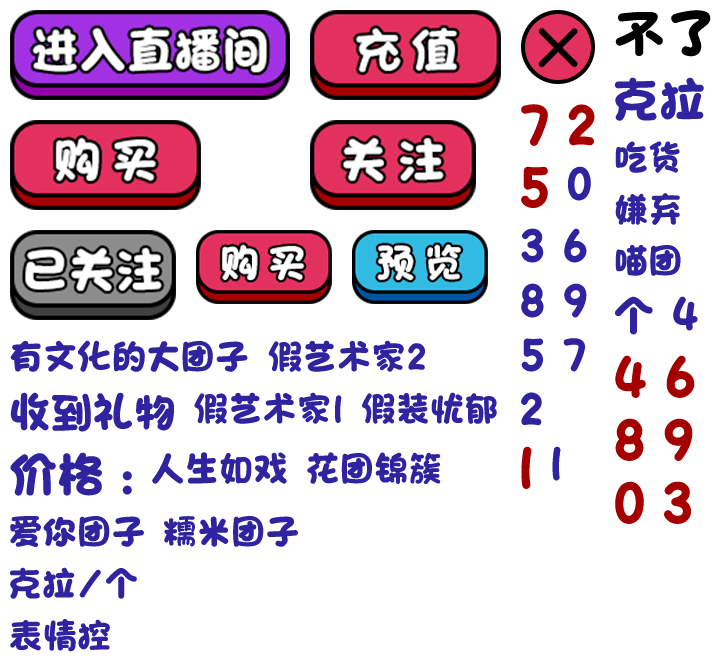 进入直播间
充值
不了
克拉
购买
关注
7 2
5 0
吃货
嫌弃
已关注
购买
预览
3 6
喵团
8 9
个 4
有文化的大团子 假艺术家2
5 7
4 6
收到礼物 假艺术家1 假装忧郁
2
8 9
价格： 人生如戏 花团锦簇
1 1
0 3
爱你团子 糯米团子
克拉/个
表情控